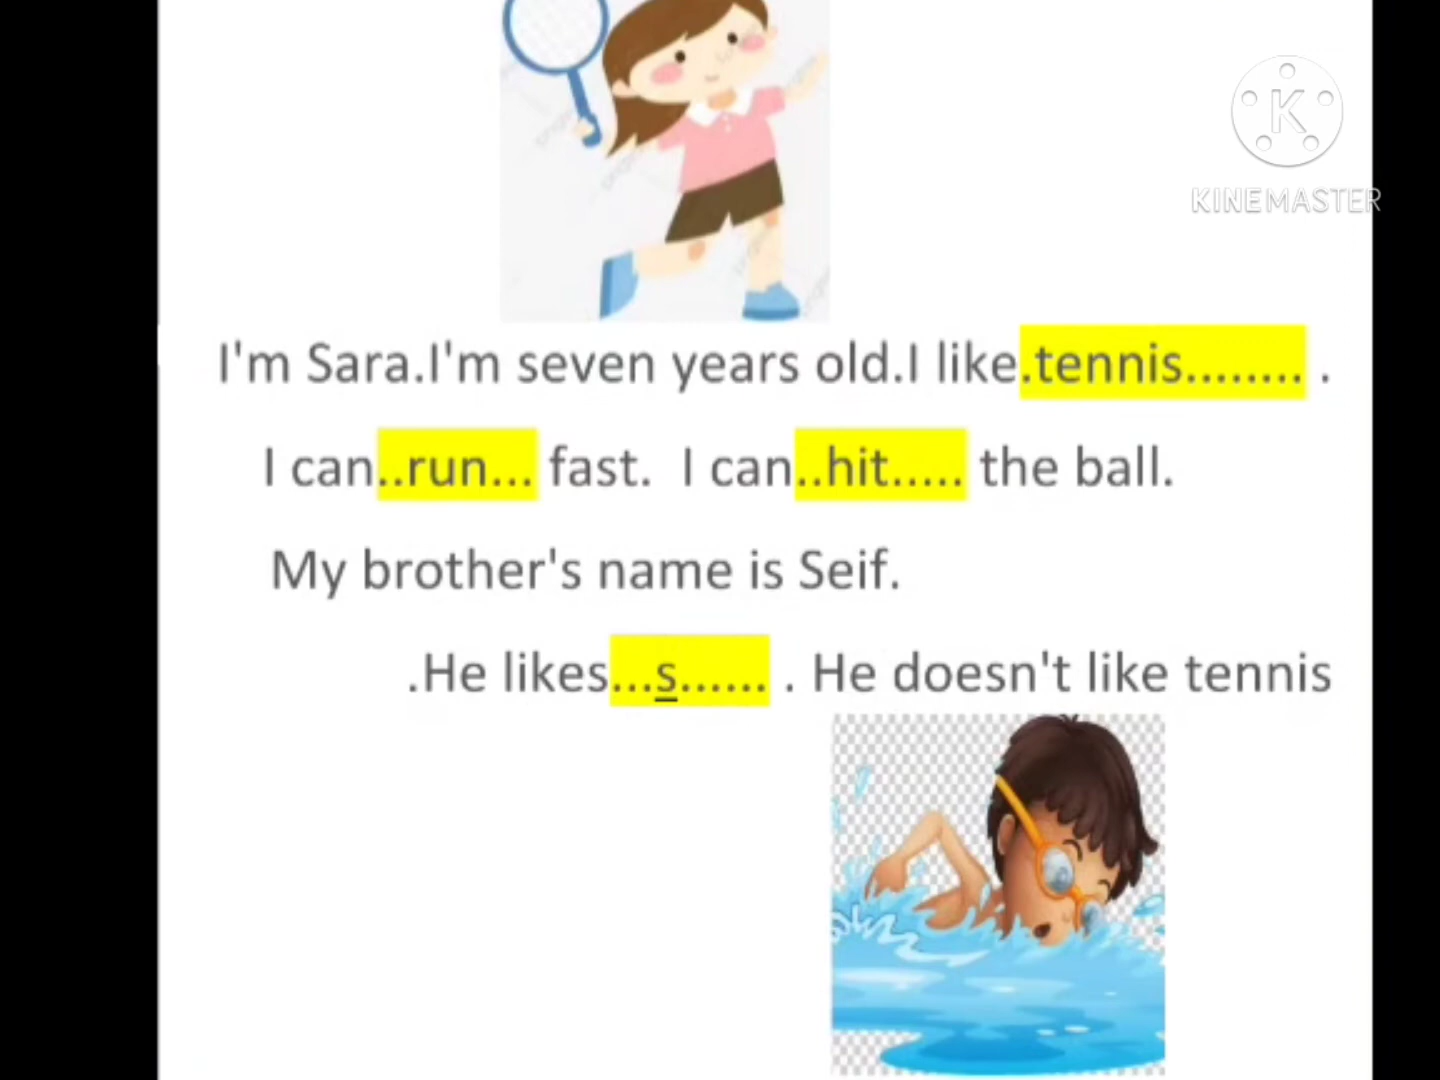 KINEMASTER
I'm Sara.I'm seven years old.I like.tennis........ .
I can..run... fast. I can..hit..... the ball.
My brother's name is Seif.
.He likes...s...... . He doesn't like tennis